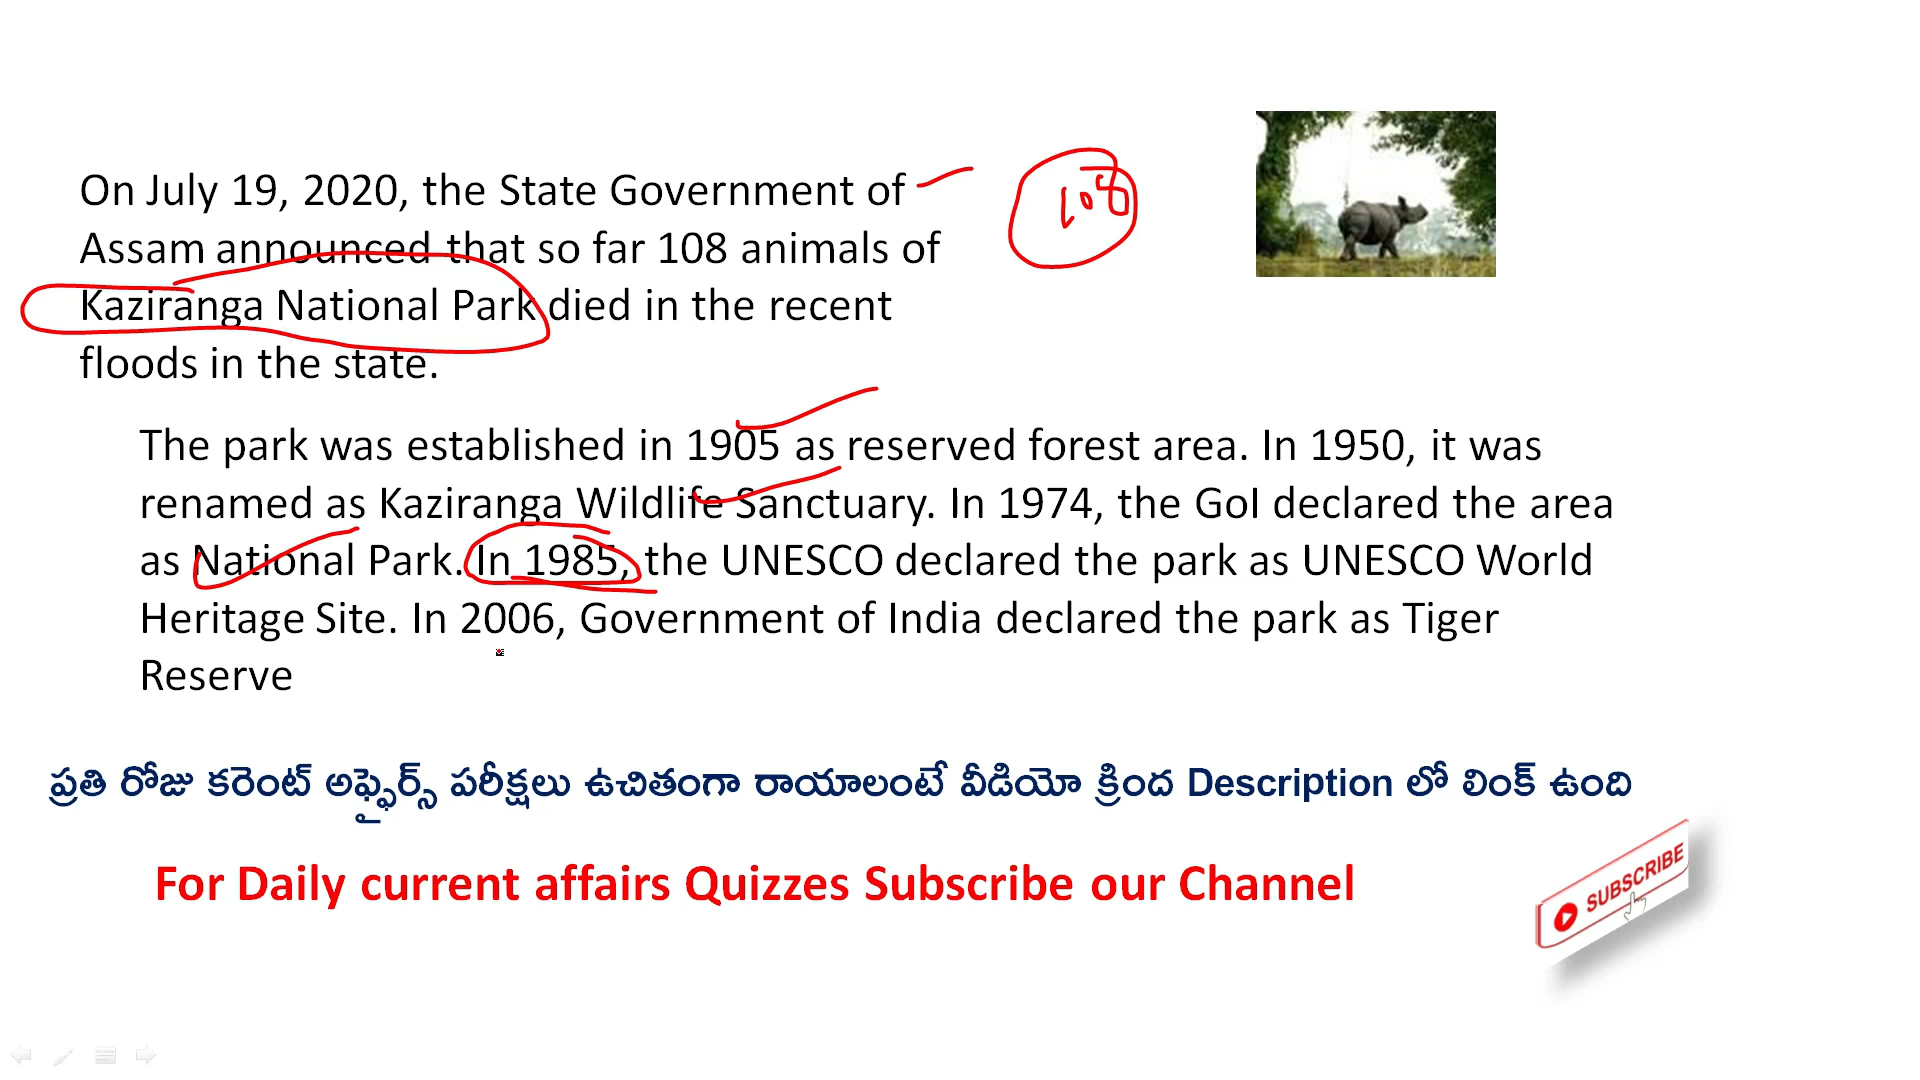 On July 19, 2020, the State Government of
108
Assam announced that so far 108 animals of
Kaziranga National Park died in the recent
floods in the state.
The park was established in 1905 as reserved forest area. In 1950, it was
renamed as Kaziranga Wildlife Sanctuary. In 1974, the GoI declared the area
as National Park. In 1985, the UNESCO declared the park as UNESCO World
Heritage Site. In 2006, Government of India declared the park as Tiger
Reserve
ప్రతి రోజు కరెంట్ అఫ్ఫైర్స్ పరీక్షలు ఉచితంగా రాయాలంటే వీడియో క్రింద Description లో లింక్ ఉంది
For Daily current affairs Quizzes Subscribe our Channel
SUBSCRIBE